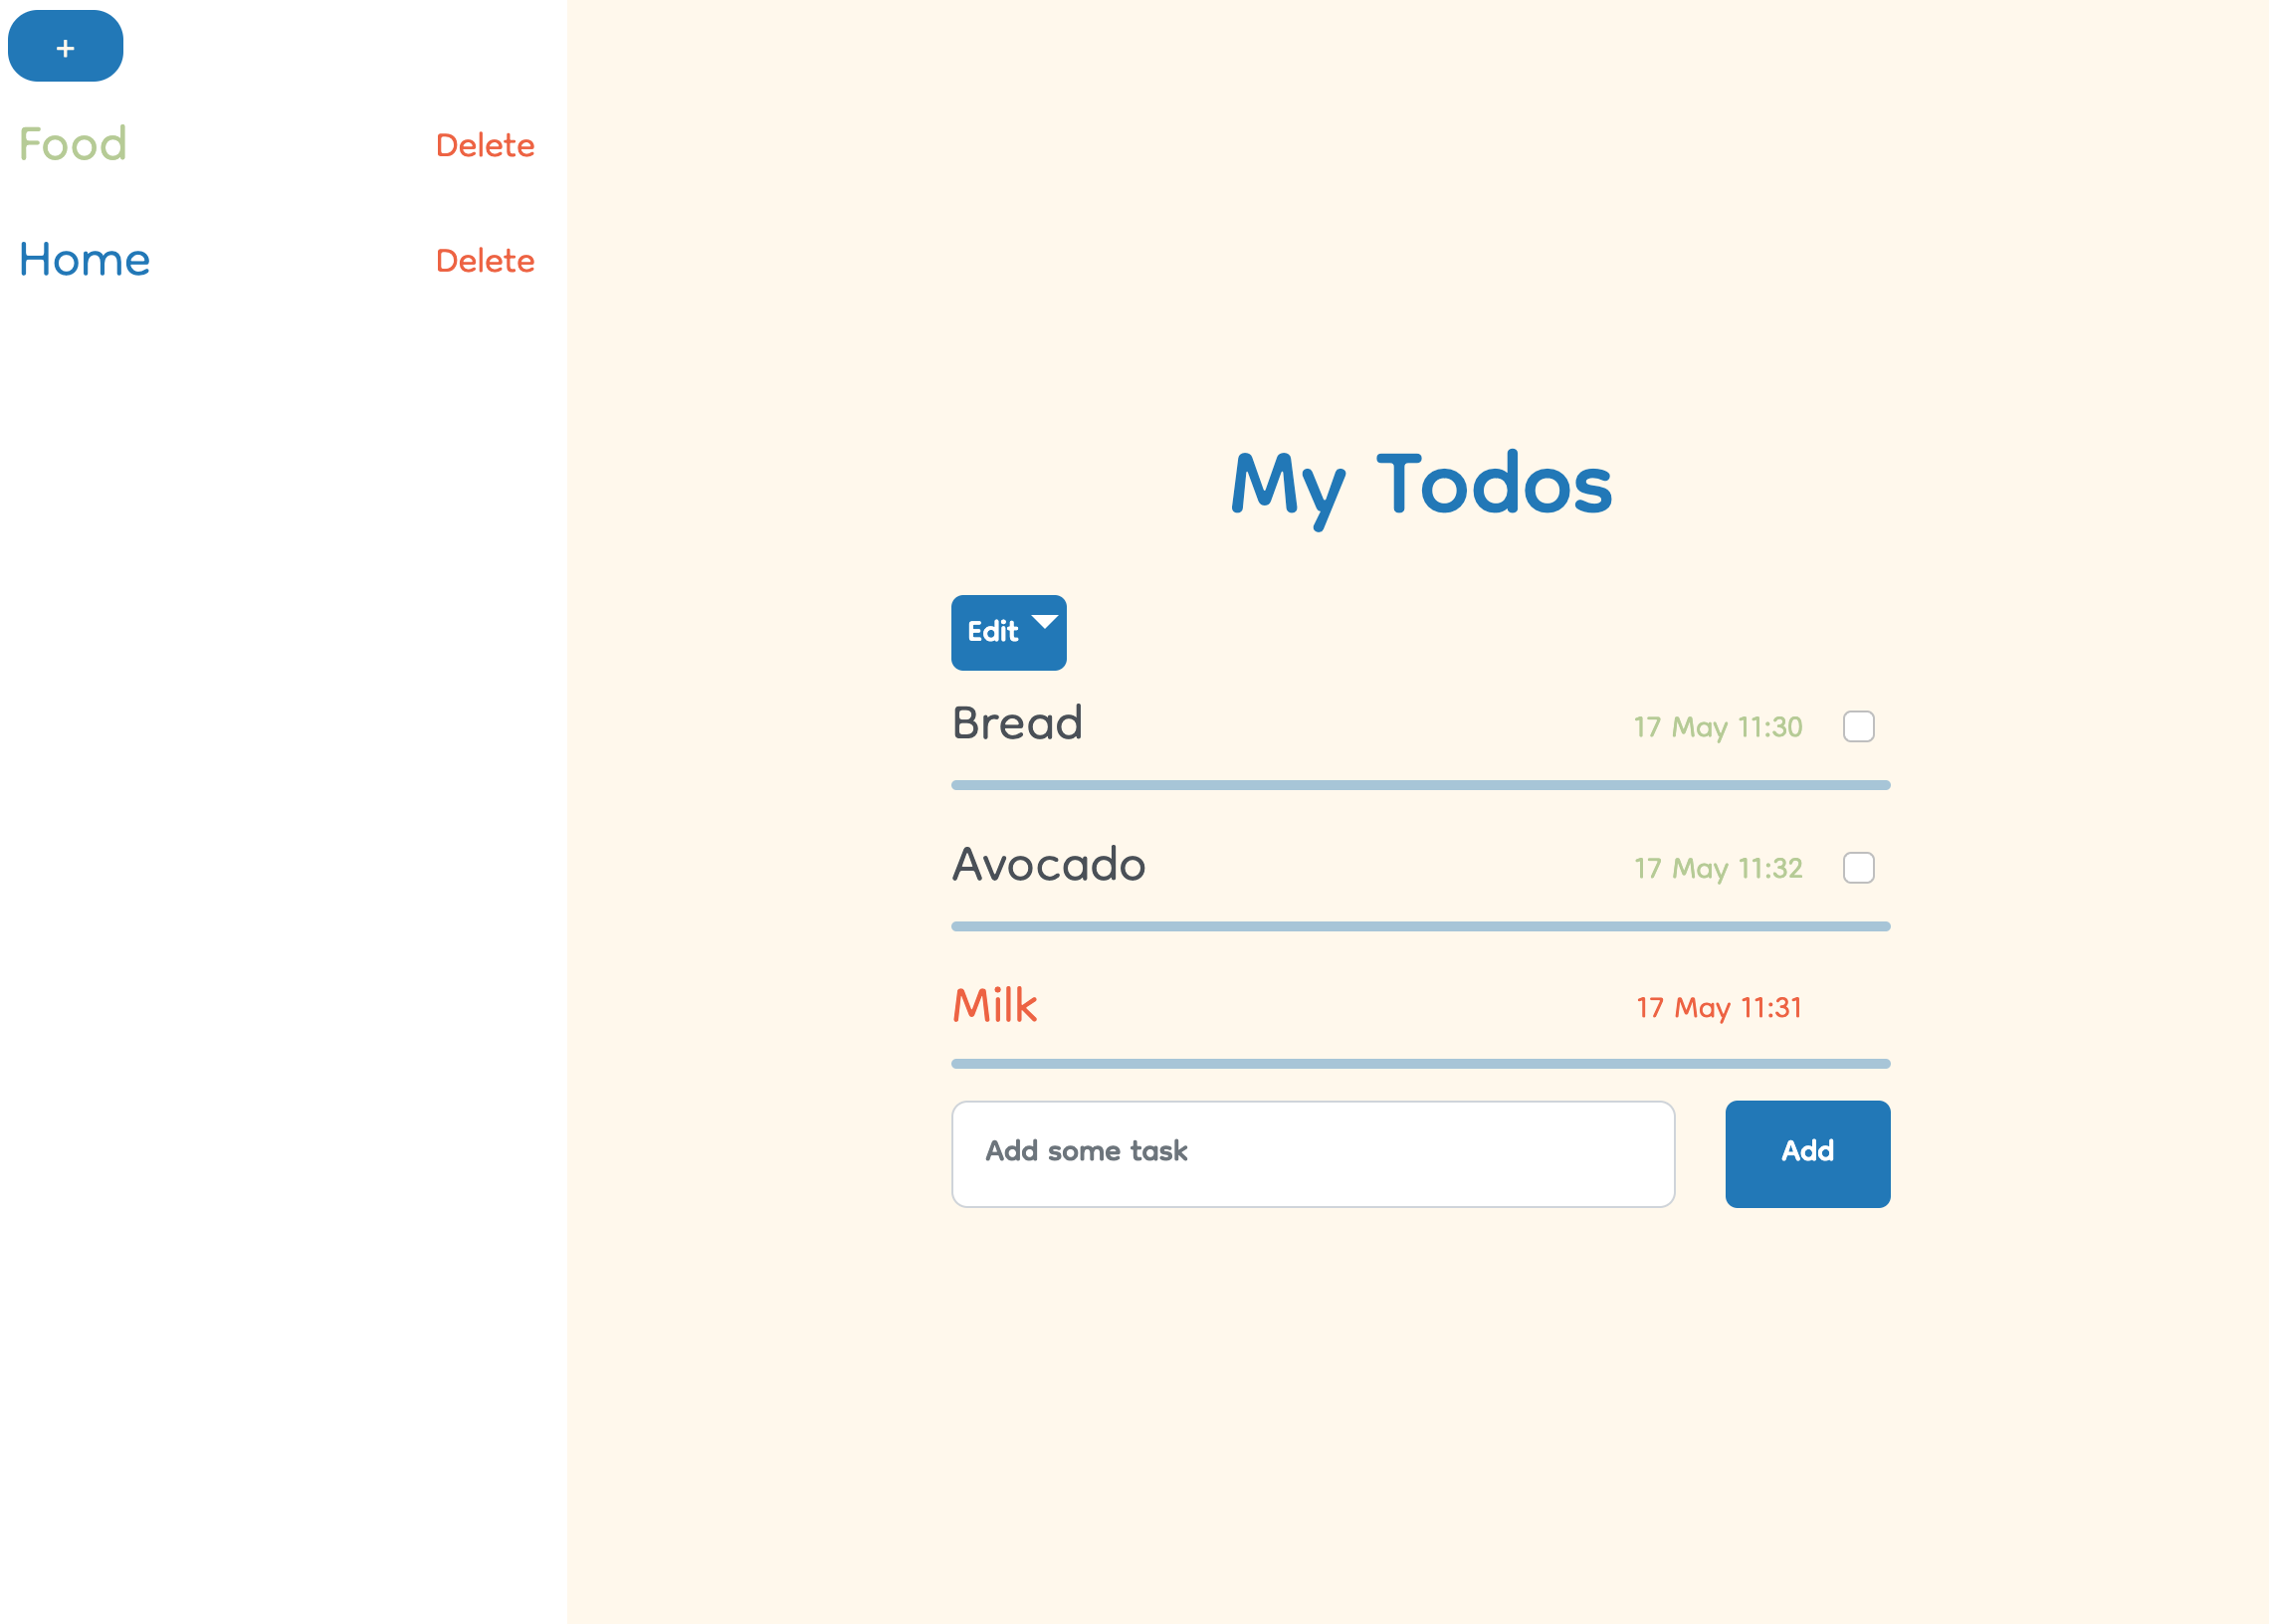 +
Food Delete
Home Delete
My Todos
Edit
Bread 17 May 11:30
Avocado 17 May 11:32
Milk 17 May 11:31
Add some task Add